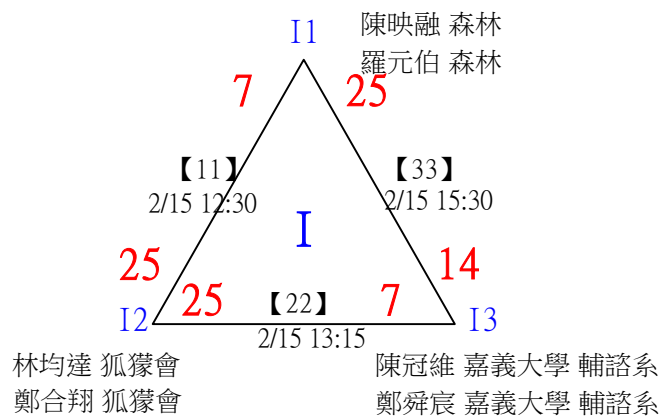 I1
陳映融 森林
羅元伯 森林
7
25
【11】
2/15 12:30
【33】
2/15 15:30
I
25
14
25
【22】
7
I2
2/15 13:15
I3
林均達 狐獴會
鄭合翔 狐獴會
陳冠維 嘉義大學 輔諮系
鄭舜宸 嘉義大學 輔諮系